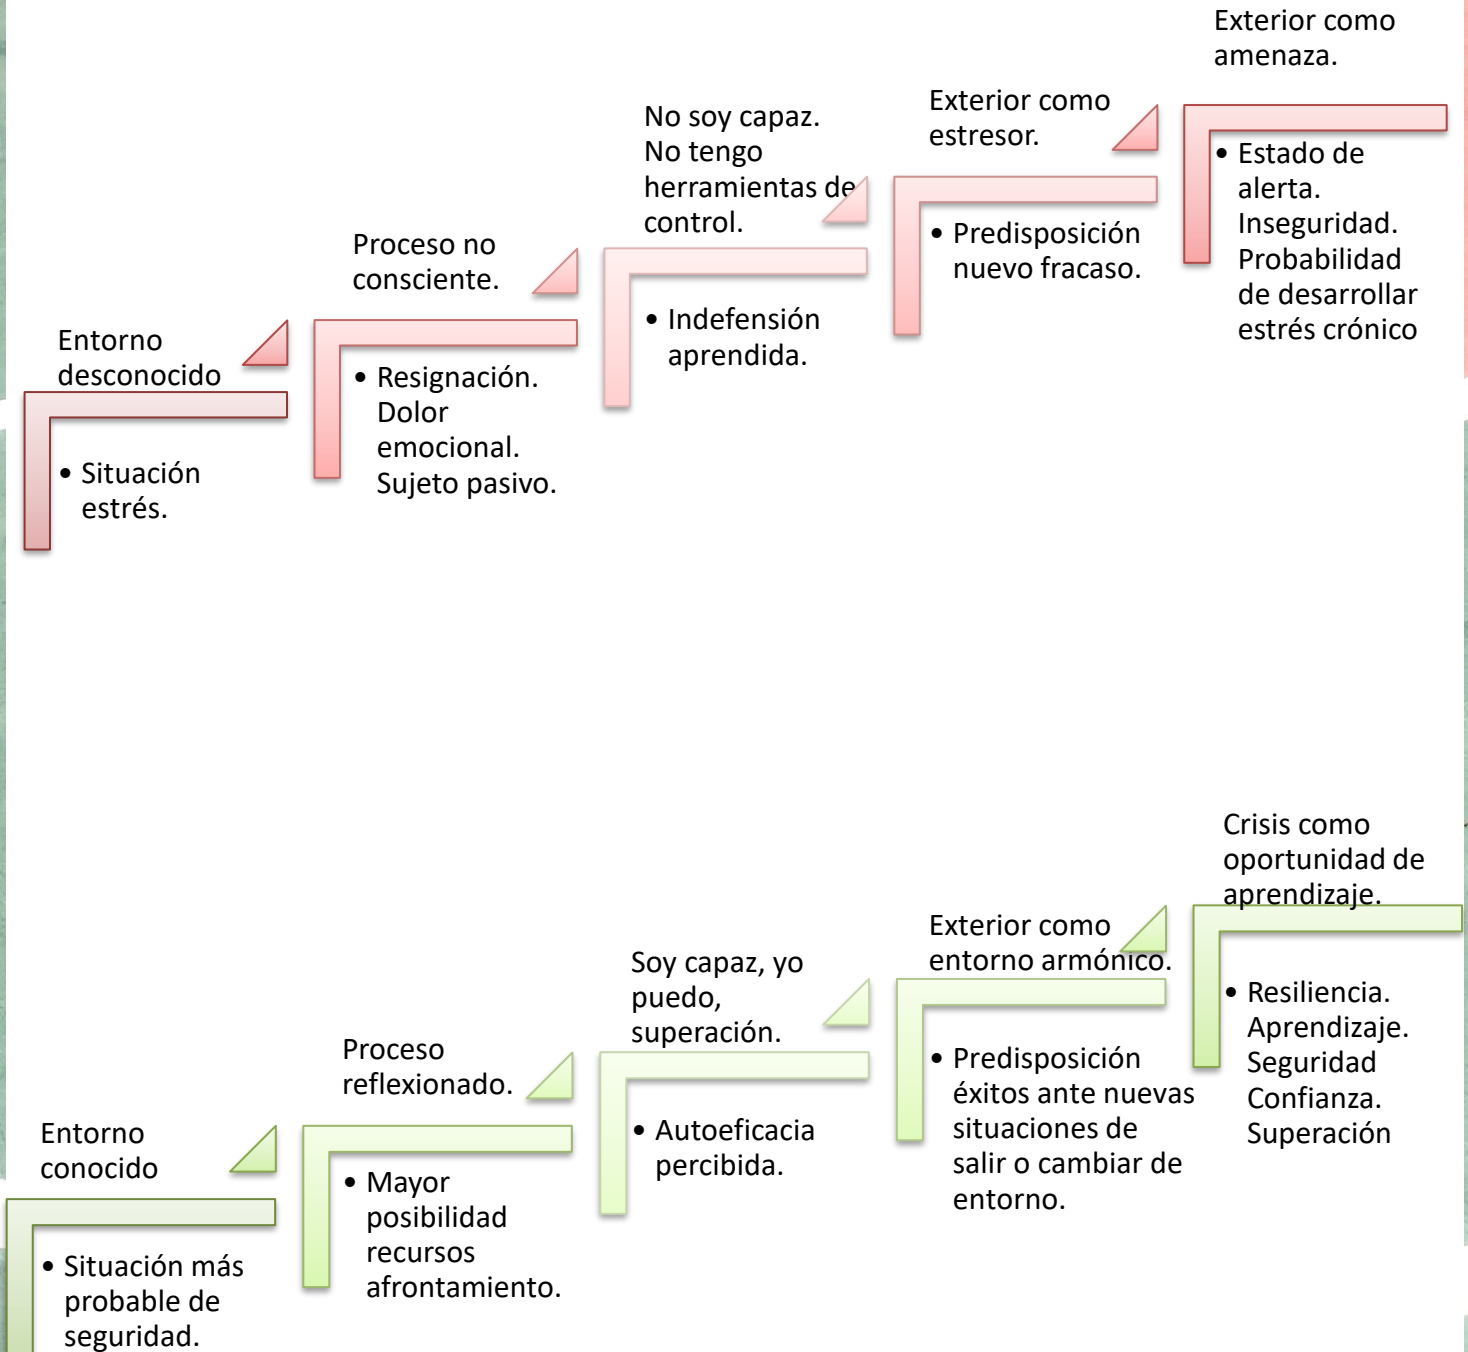 Entorno
desconocido
• Situación
estrés.
Proceso no
consciente.
• Resignación.
Dolor
emocional.
Sujeto pasivo.
No soy capaz.
No tengo
herramientas de
control.
• Indefensión
aprendida.
Exterior como
estresor.
• Predisposición
nuevo fracaso.
Exterior como
amenaza.
• Estado de
alerta.
Inseguridad.
Probabilidad
de desarrollar
estrés crónico
Entorno
conocido
• Situación más
probable de
seguridad.
Proceso
reflexionado.
• Mayor
posibilidad
recursos
afrontamiento.
Soy capaz, yo
puedo,
superación.
• Autoeficacia
percibida.
Exterior como
entorno armónico.
• Predisposición
éxitos ante nuevas
situaciones de
salir o cambiar de
entorno.
Crisis como
oportunidad de
aprendizaje.
• Resiliencia.
Aprendizaje.
Seguridad
Confianza.
Superación